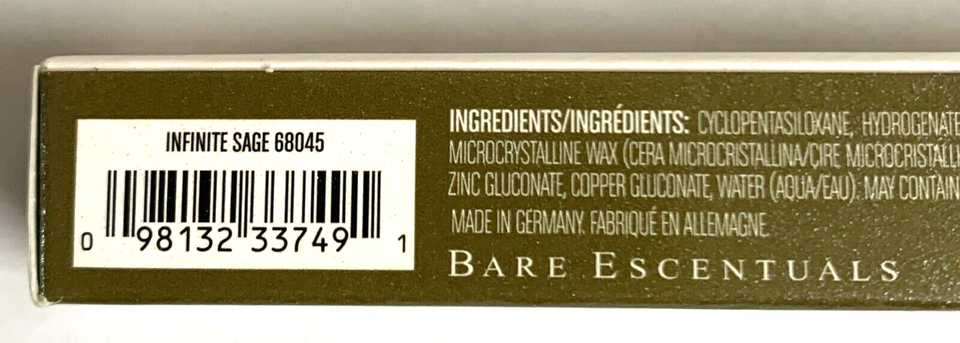 INFINITE SAGE 68045
0 98132 33749 1
INGREDIENTS/INGRÉDIENTS: CYCLOPENTASILOXANE, HYDROGENATE
MICROCRYSTALLINE WAX (CERA MICROCRISTALLINA/CIRE MICROCRISTALLI
ZINC GLUCONATE, COPPER GLUCONATE, WATER (AQUA/EAU). MAY CONTAIN
MADE IN GERMANY. FABRIQUÉ EN ALLEMAGNE.
BARE ESCENTUALS